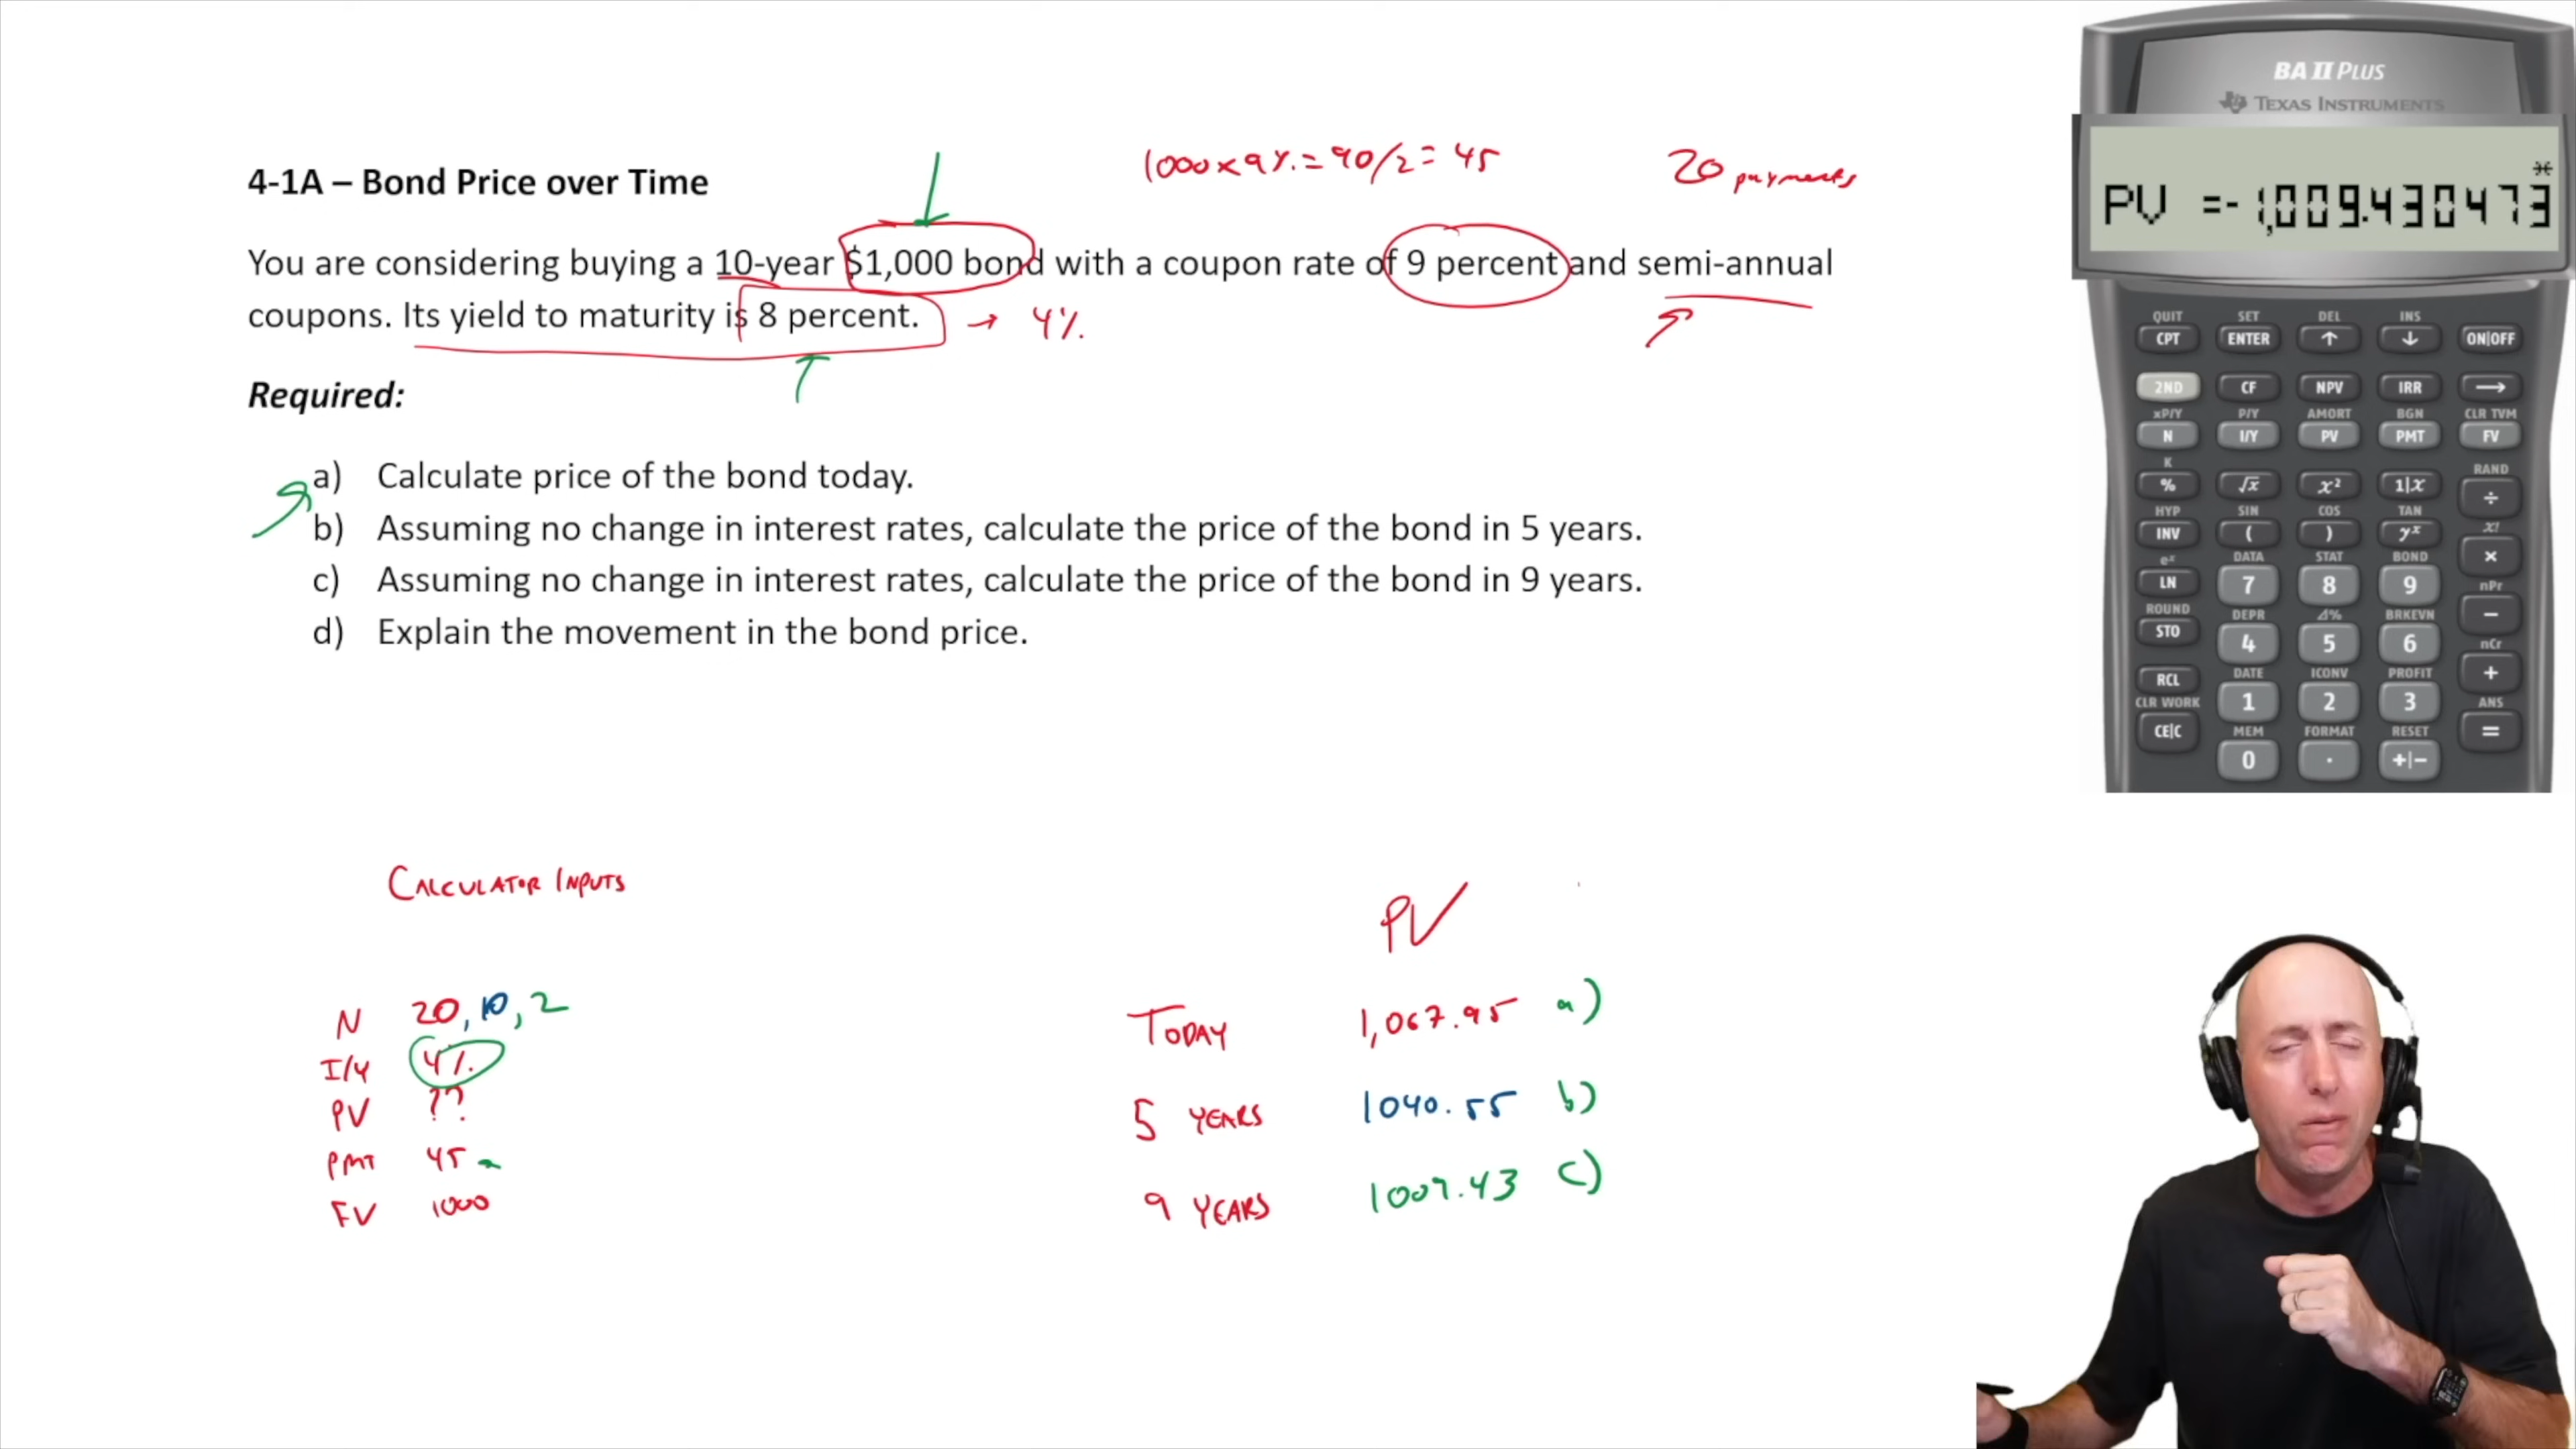 1000 x 9% = 90/2 = 45
20 payments
4-1A – Bond Price over Time
You are considering buying a 10-year $1,000 bond with a coupon rate of 9 percent and semi-annual
coupons. Its yield to maturity is 8 percent. → 4%.
Required:
a) Calculate price of the bond today.
b) Assuming no change in interest rates, calculate the price of the bond in 5 years.
c) Assuming no change in interest rates, calculate the price of the bond in 9 years.
d) Explain the movement in the bond price.
CALCULATOR INPUTS
N 20, 10, 2
I/Y 4%.
PV ??
PMT 45
FV 1000
PV
TODAY 1,067.95 a)
5 YEARS 1040.55 b)
9 YEARS 1009.43 c)
BA II PLUS
TEXAS INSTRUMENTS
*
PV =-1,009.430473
QUIT SET DEL INS
CPT ENTER ↑ ↓ ON|OFF
2ND CF NPV IRR →
xP/Y P/Y AMORT BGN CLR TVM
N I/Y PV PMT FV
K RAND
% √x x² 1|x ÷
HYP SIN COS TAN x!
INV ( ) yˣ ×
eˣ DATA STAT BOND nPr
LN 7 8 9 −
ROUND DEPR Δ% BRKEVN nCr
STO 4 5 6 +
DATE ICONV PROFIT
RCL 1 2 3
CLR WORK ANS
CE|C =
MEM FORMAT RESET
0 . +|−